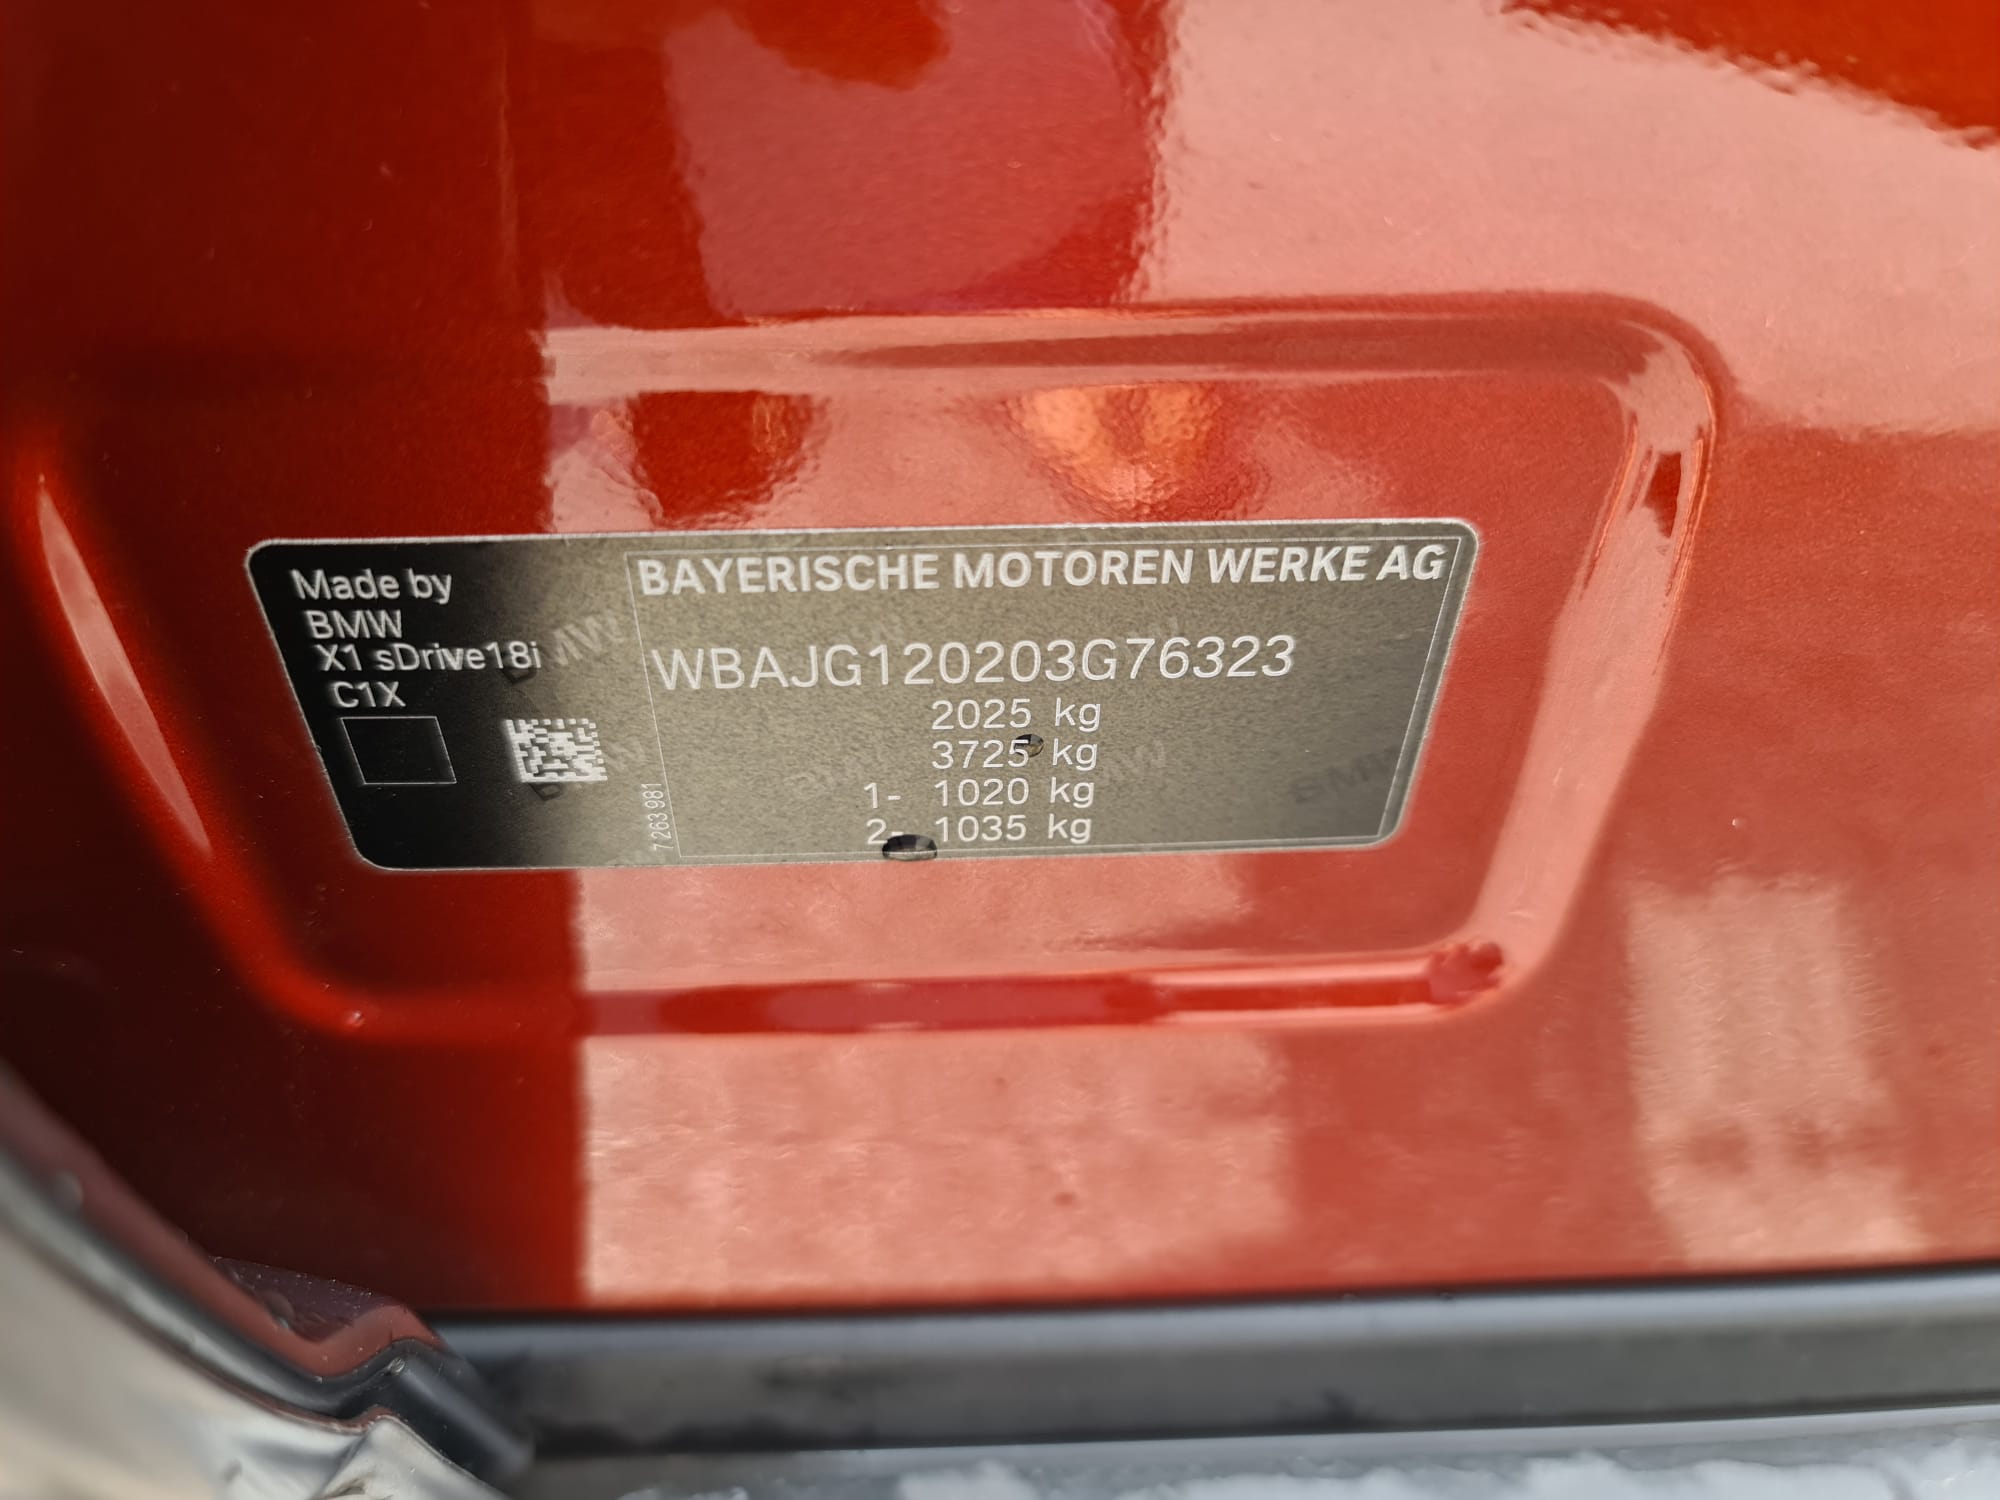 Made by
BMW
X1 sDrive18i
C1X
7263981
BAYERISCHE MOTOREN WERKE AG
WBAJG120203G76323
2025 kg
3725 kg
1- 1020 kg
2- 1035 kg